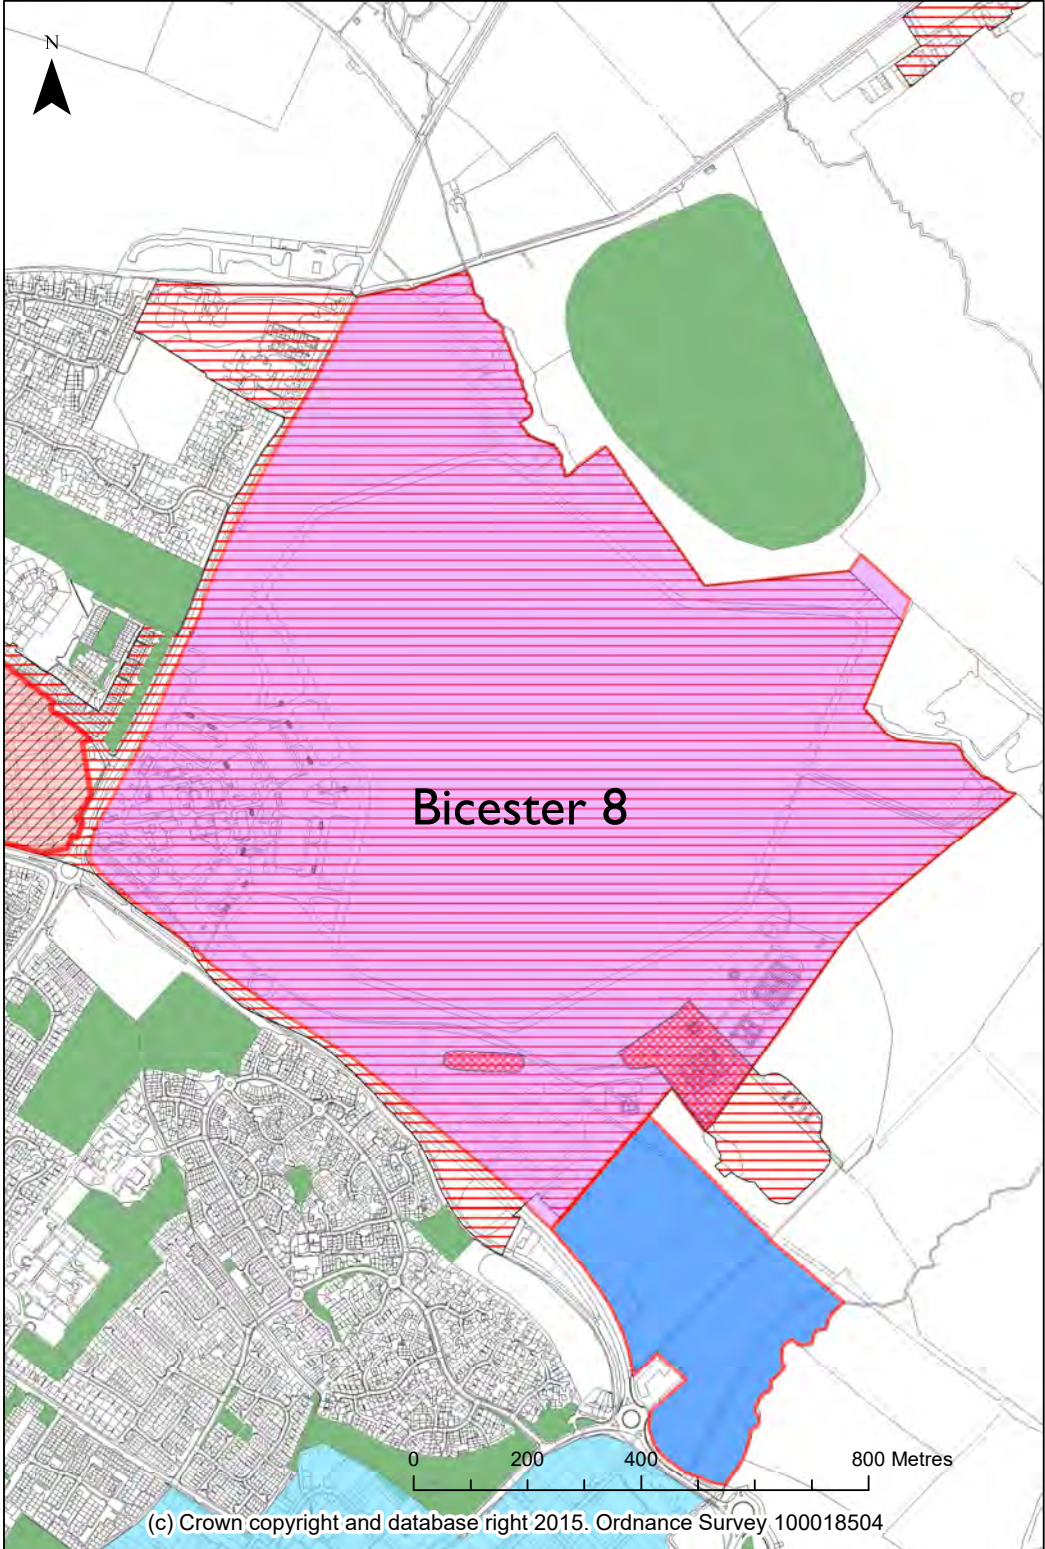 N
Bicester 8
0 200 400 800 Metres
(c) Crown copyright and database right 2015. Ordnance Survey 100018504